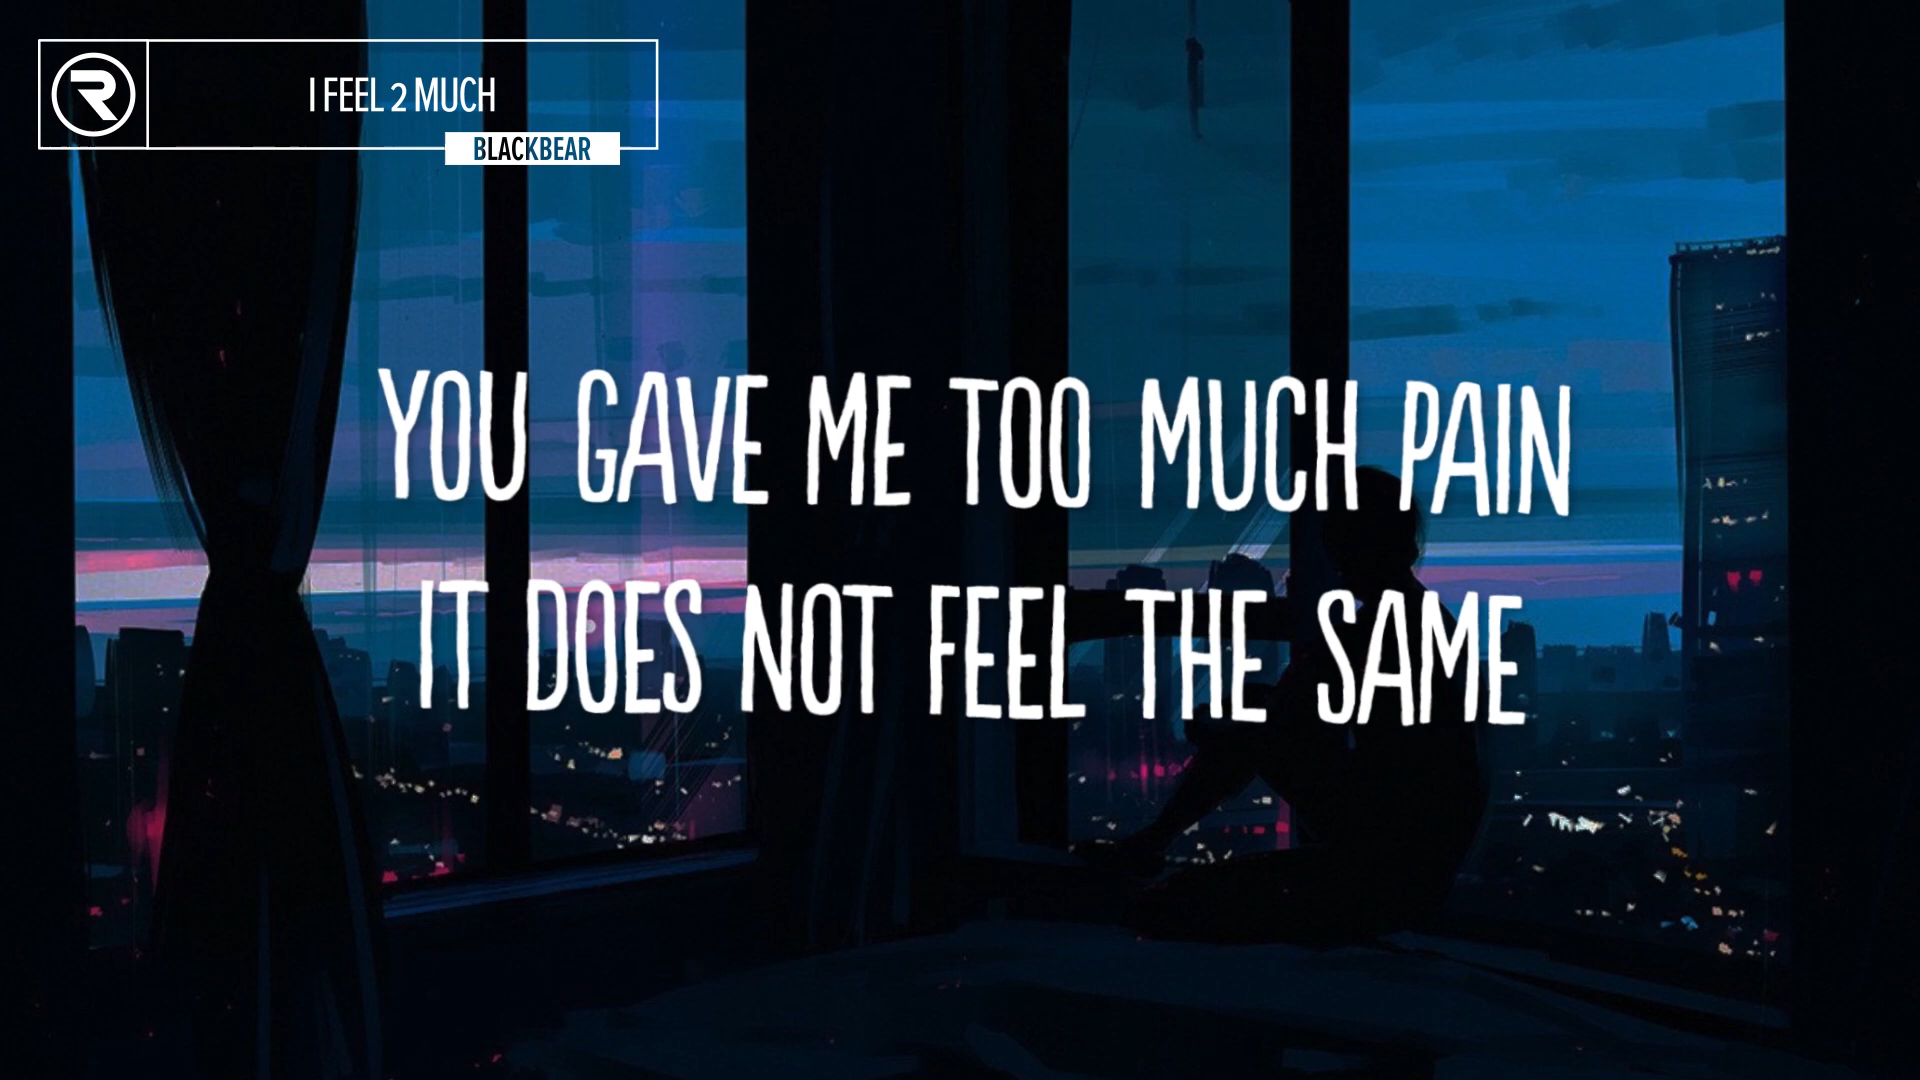 I FEEL 2 MUCH
BLACKBEAR
YOU GAVE ME TOO MUCH PAIN
IT DOES NOT FEEL THE SAME